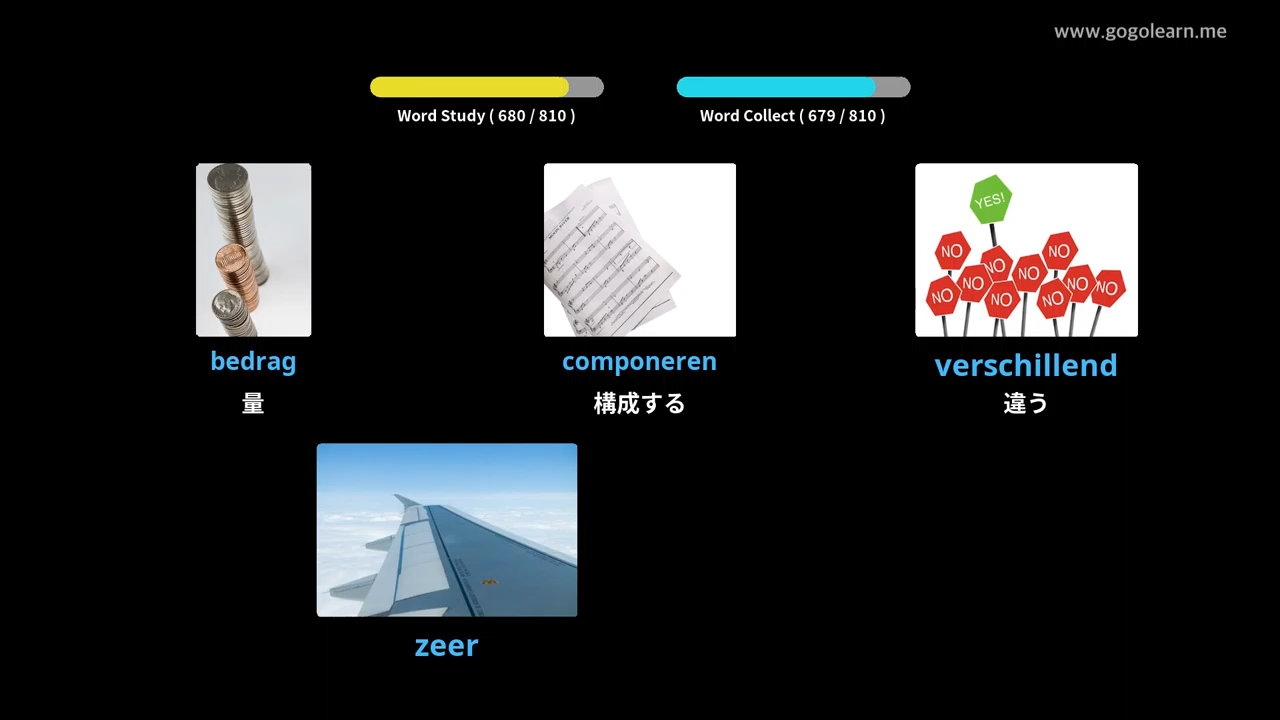 www.gogolearn.me
Word Study ( 680 / 810 )
Word Collect ( 679 / 810 )
YES!
NO
NO
NO
NO
NO
NO
NO
NO
NO
NO
bedrag
componeren
verschillend
量
構成する
違う
zeer